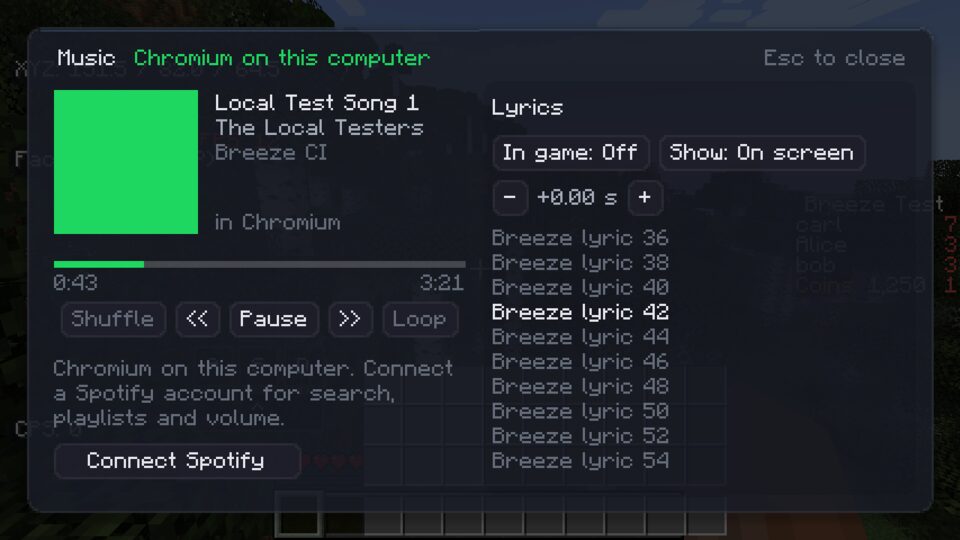 Music Chromium on this computer
Esc to close
Local Test Song 1
The Local Testers
Breeze CI
in Chromium
0:43
3:21
Shuffle
<<
Pause
>>
Loop
Chromium on this computer. Connect
a Spotify account for search,
playlists and volume.
Connect Spotify
Lyrics
In game: Off
Show: On screen
-
+0.00 s
+
Breeze lyric 36
Breeze lyric 38
Breeze lyric 40
Breeze lyric 42
Breeze lyric 44
Breeze lyric 46
Breeze lyric 48
Breeze lyric 50
Breeze lyric 52
Breeze lyric 54
Breeze Test
carl 7
Alice 3
bob 3
Coins 1,250 1